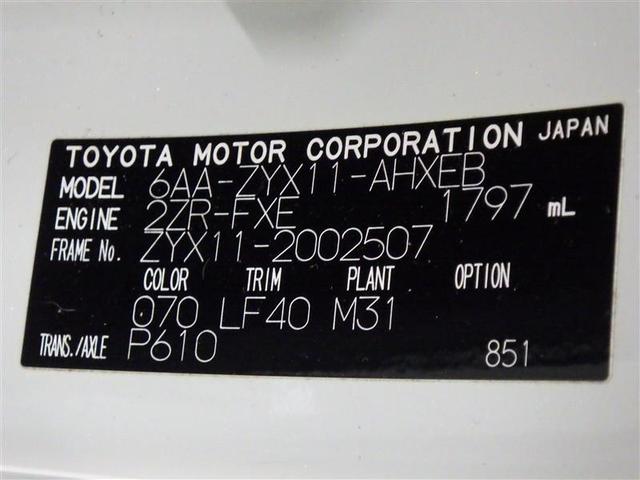 TOYOTA MOTOR CORPORATION JAPAN
MODEL 6AA-ZYX11-AHXEB
ENGINE 2ZR-FXE 1797 mL
FRAME No. ZYX11-2002507
COLOR TRIM PLANT OPTION
070 LF40 M31
TRANS./AXLE P610 851